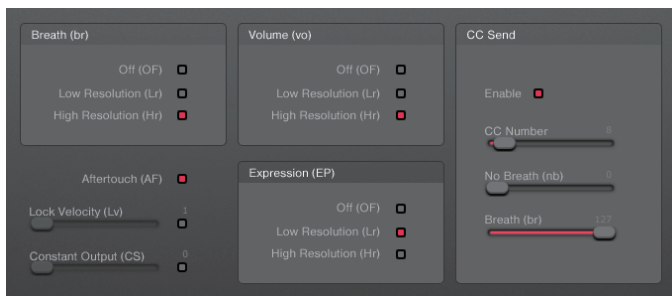 Breath (br)
Off (OF)
Low Resolution (Lr)
High Resolution (Hr)
Aftertouch (AF)
Lock Velocity (Lv) 1
Constant Output (CS) 0
Volume (vo)
Off (OF)
Low Resolution (Lr)
High Resolution (Hr)
Expression (EP)
Off (OF)
Low Resolution (Lr)
High Resolution (Hr)
CC Send
Enable
CC Number 8
No Breath (nb) 0
Breath (br) 127